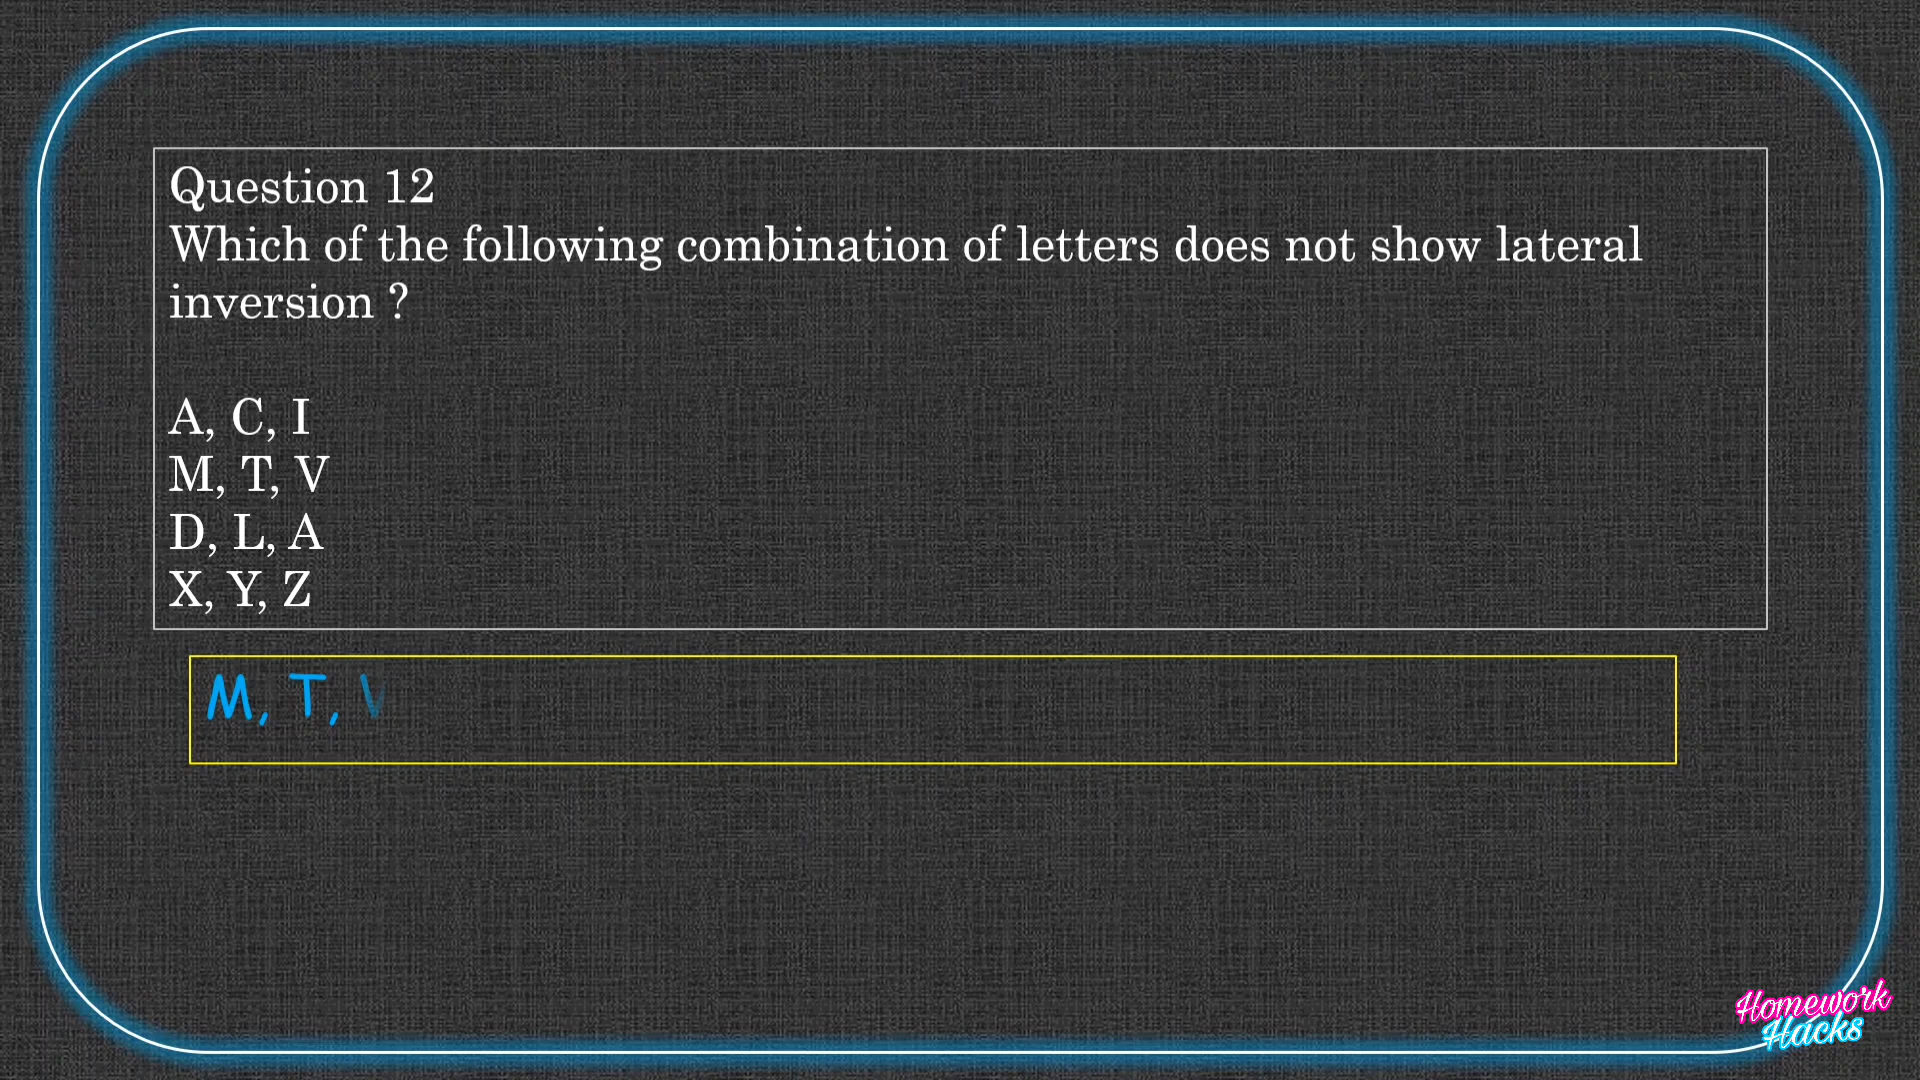 Question 12
Which of the following combination of letters does not show lateral
inversion ?
A, C, I
M, T, V
D, L, A
X, Y, Z
M, T, V
Homework
Hacks